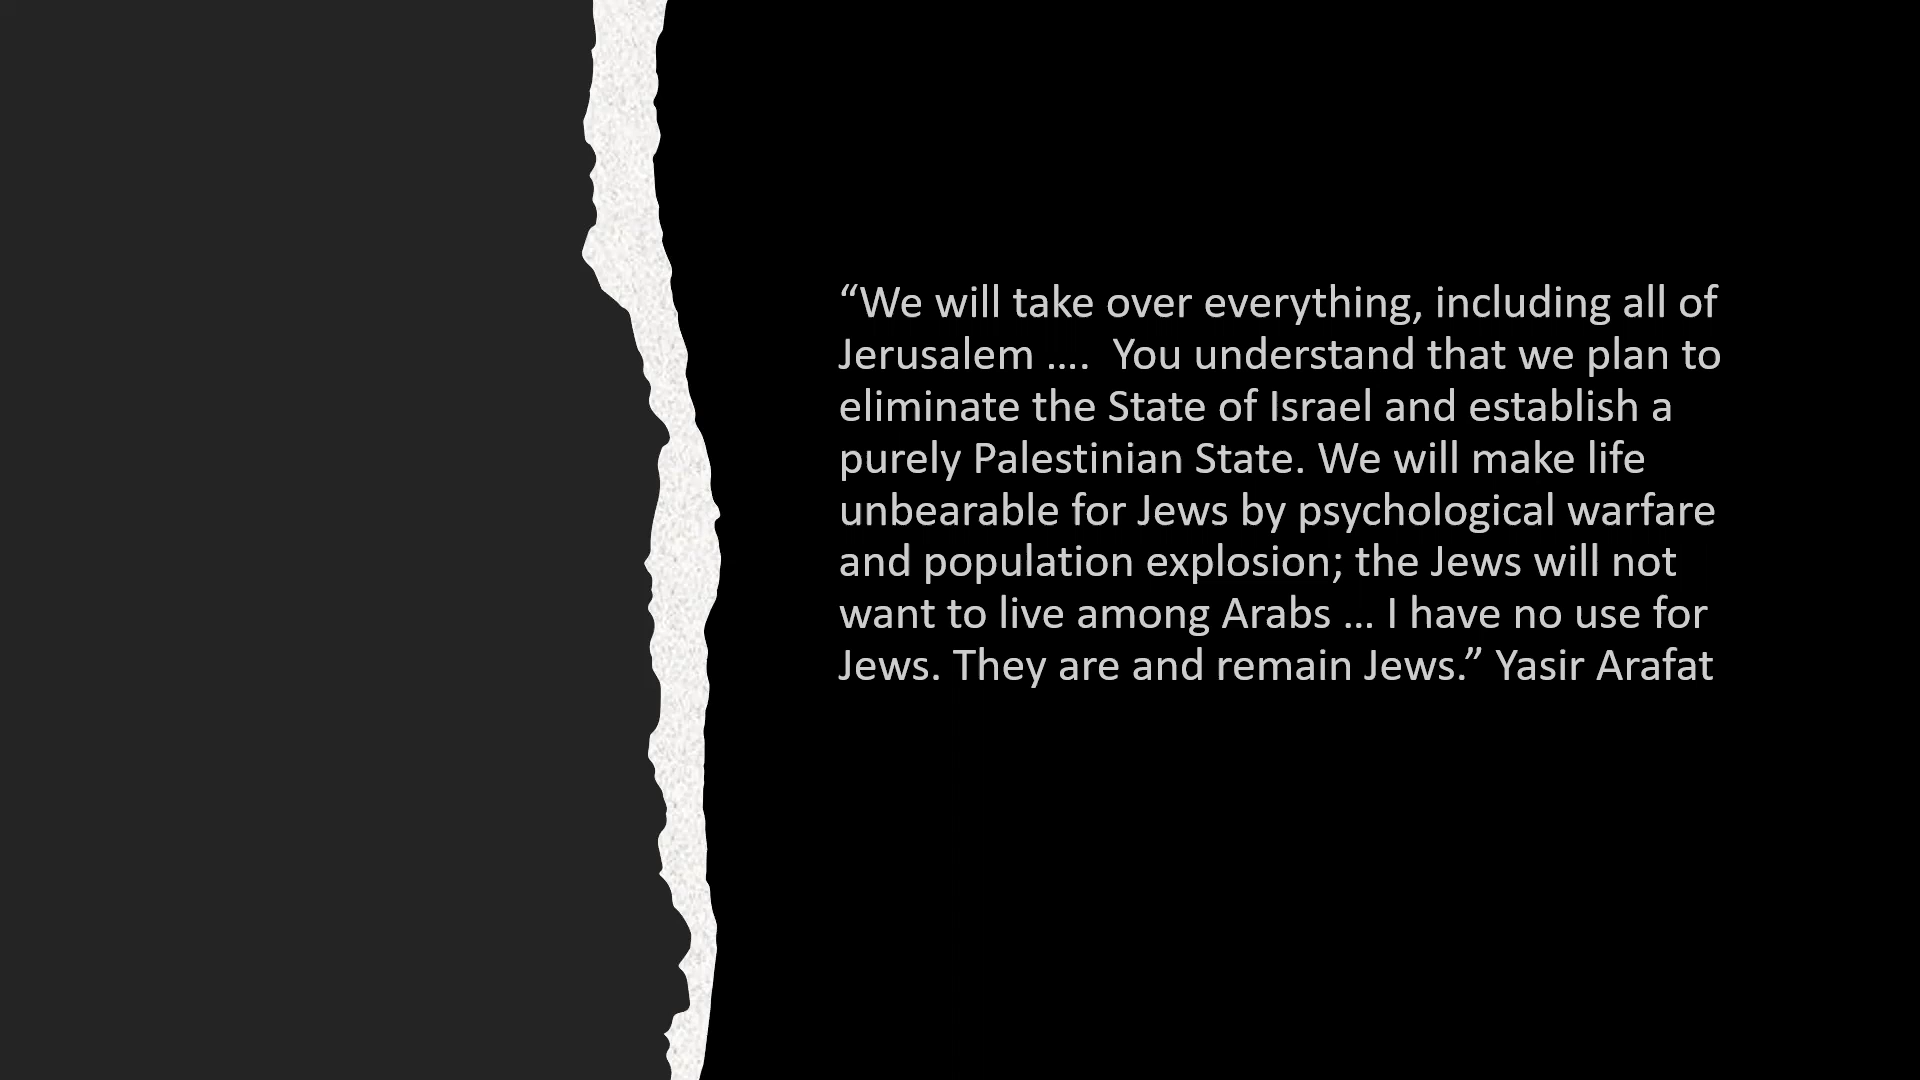 “We will take over everything, including all of
Jerusalem ….  You understand that we plan to
eliminate the State of Israel and establish a
purely Palestinian State. We will make life
unbearable for Jews by psychological warfare
and population explosion; the Jews will not
want to live among Arabs … I have no use for
Jews. They are and remain Jews.” Yasir Arafat